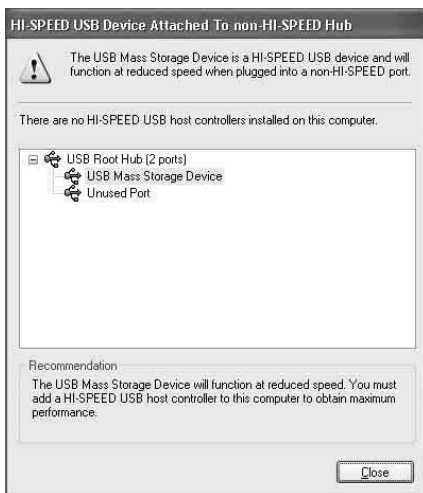 HI-SPEED USB Device Attached To non-HI-SPEED Hub
The USB Mass Storage Device is a HI-SPEED USB device and will
function at reduced speed when plugged into a non-HI-SPEED port.
There are no HI-SPEED USB host controllers installed on this computer.
USB Root Hub (2 ports)
USB Mass Storage Device
Unused Port
Recommendation
The USB Mass Storage Device will function at reduced speed. You must
add a HI-SPEED USB host controller to this computer to obtain maximum
performance.
Close